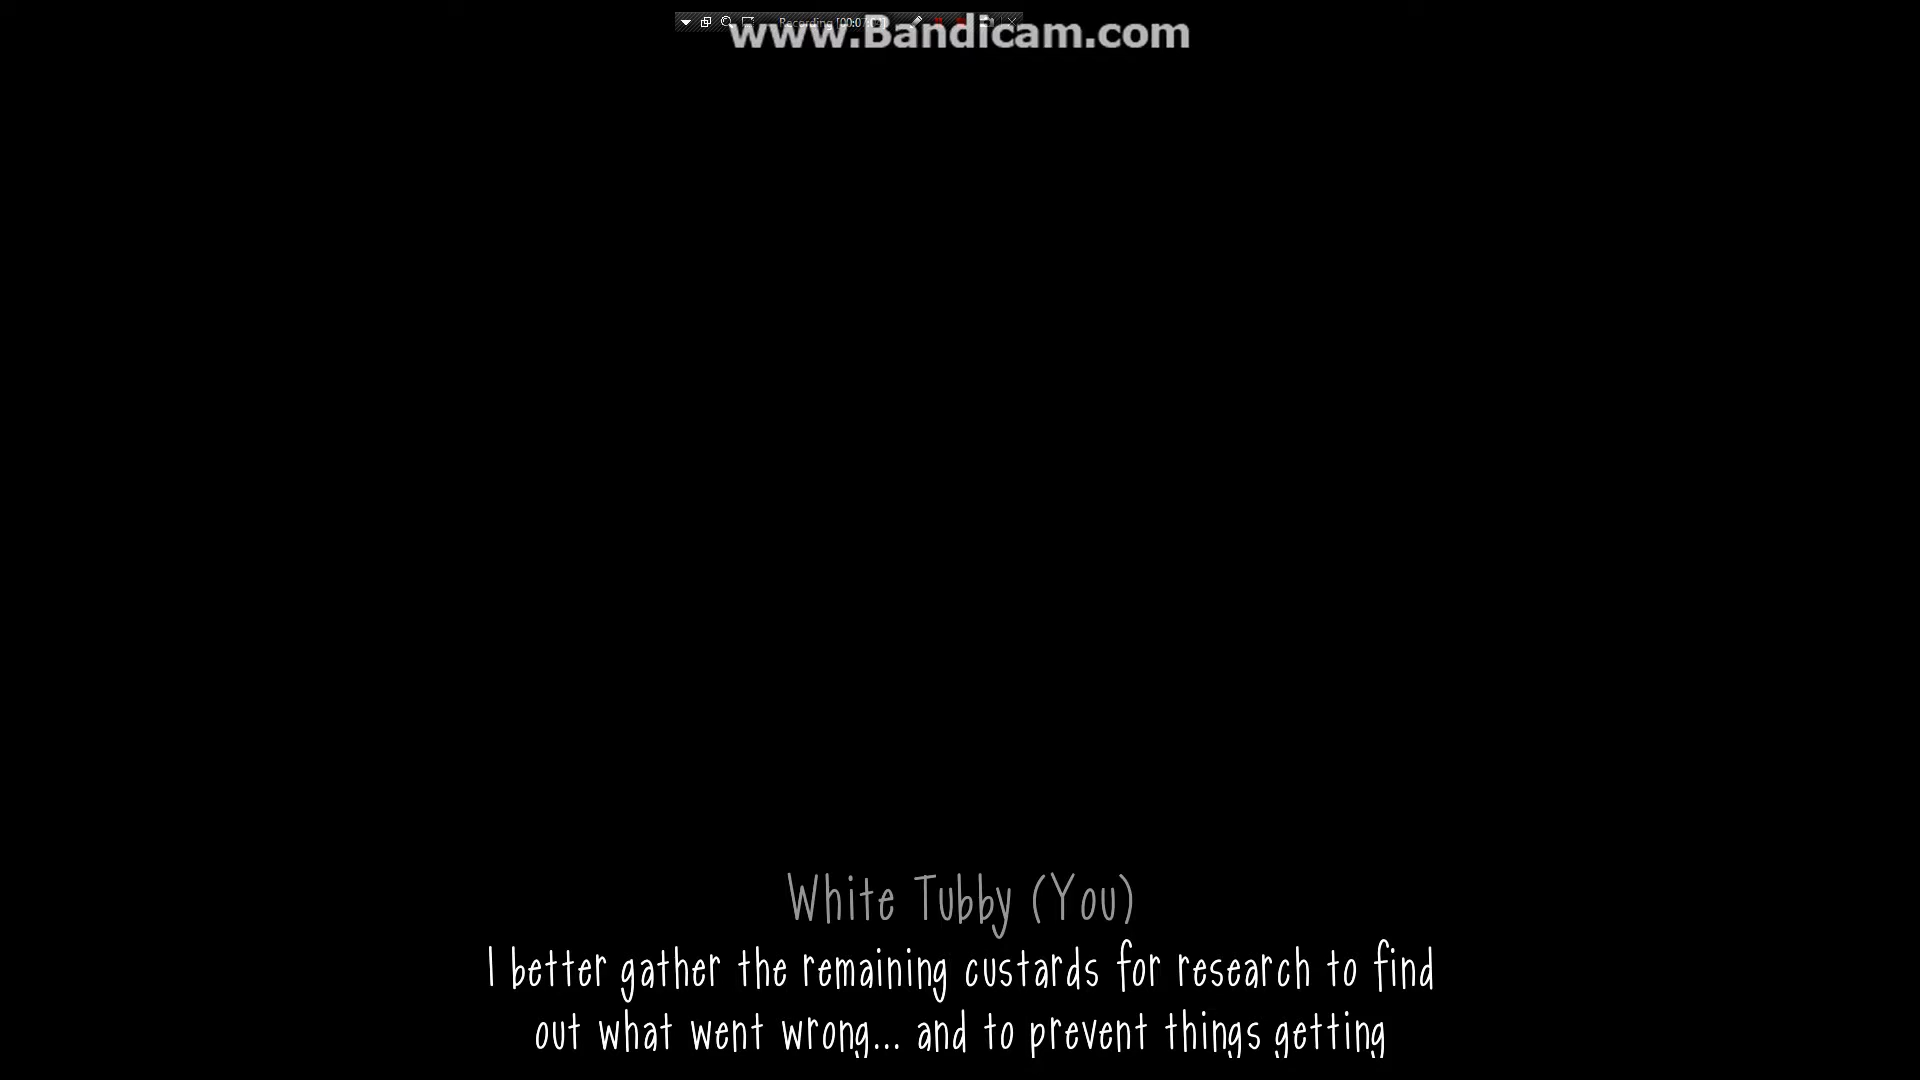 www.Bandicam.com
White Tubby (You)
I better gather the remaining custards for research to find
out what went wrong... and to prevent things getting